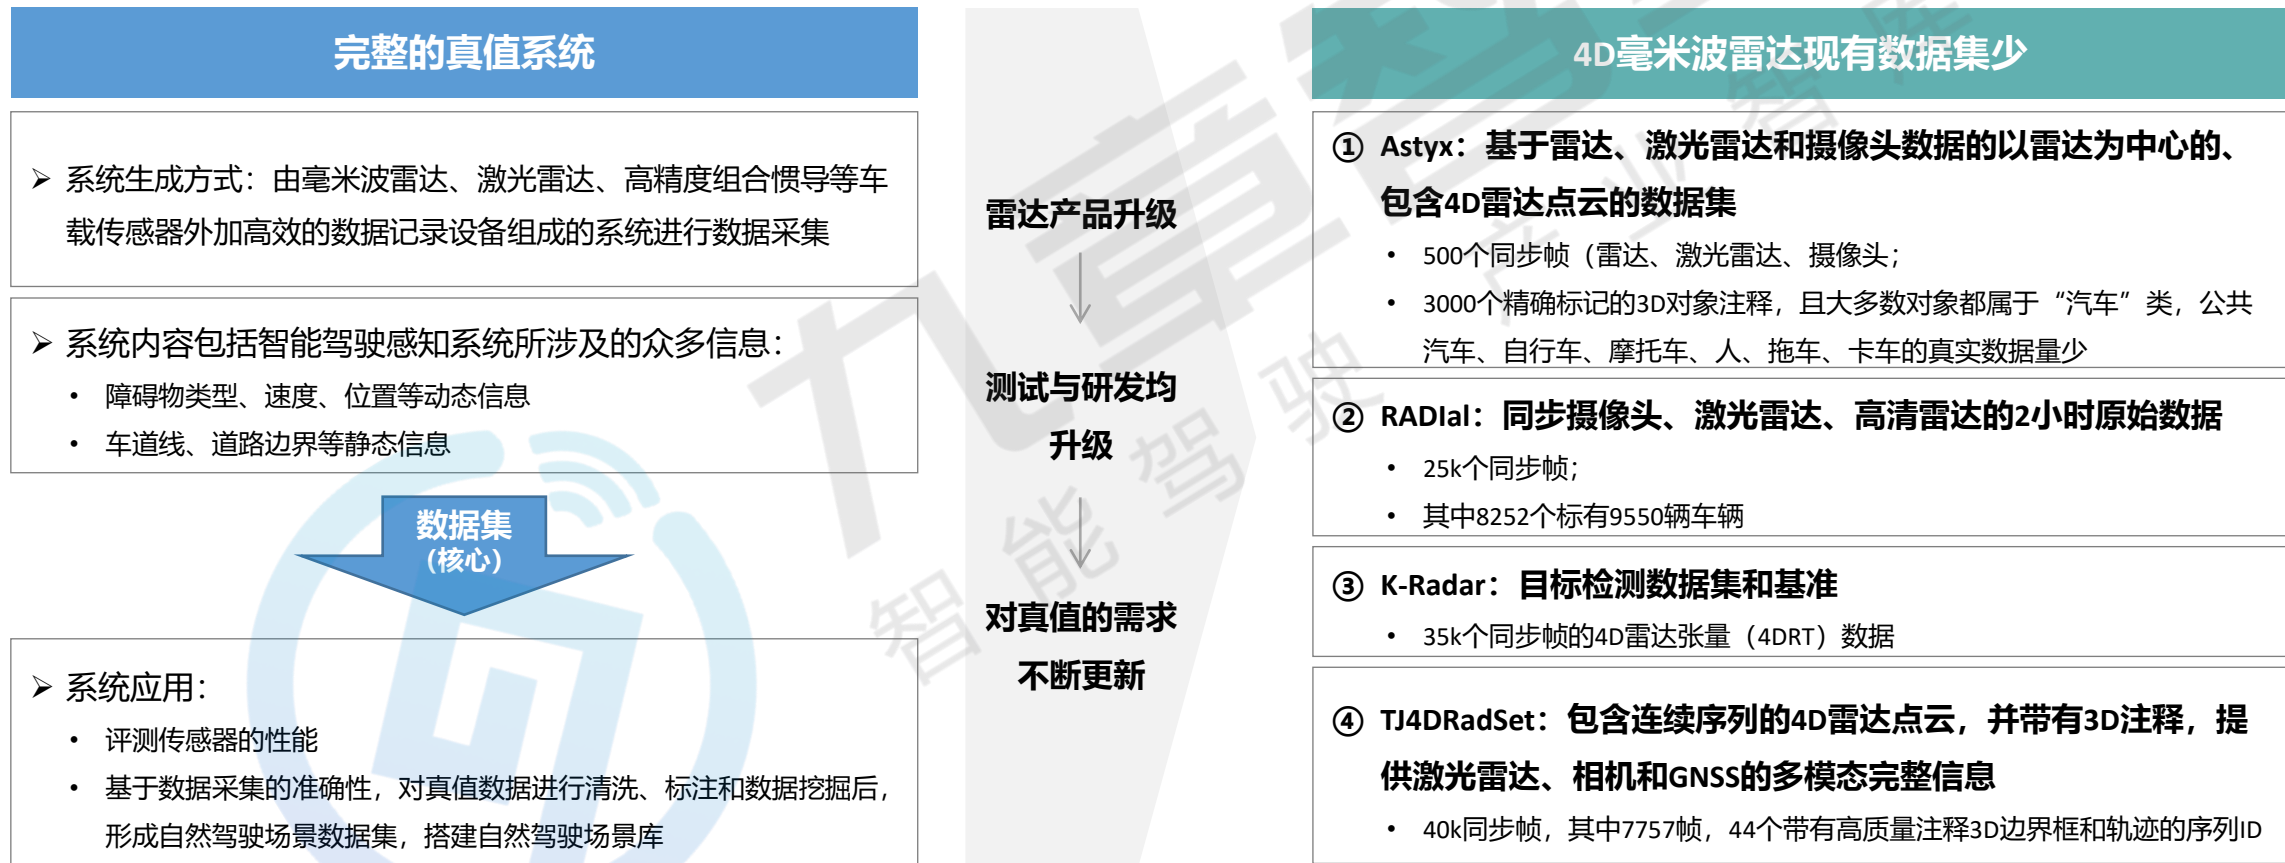 完整的真值系统
➢ 系统生成方式：由毫米波雷达、激光雷达、高精度组合惯导等车
载传感器外加高效的数据记录设备组成的系统进行数据采集
➢ 系统内容包括智能驾驶感知系统所涉及的众多信息：
• 障碍物类型、速度、位置等动态信息
• 车道线、道路边界等静态信息
数据集
（核心）
➢ 系统应用：
• 评测传感器的性能
• 基于数据采集的准确性，对真值数据进行清洗、标注和数据挖掘后，
形成自然驾驶场景数据集，搭建自然驾驶场景库
雷达产品升级
测试与研发均
升级
对真值的需求
不断更新
4D毫米波雷达现有数据集少
① Astyx：基于雷达、激光雷达和摄像头数据的以雷达为中心的、
包含4D雷达点云的数据集
• 500个同步帧（雷达、激光雷达、摄像头；
• 3000个精确标记的3D对象注释，且大多数对象都属于“汽车”类，公共
汽车、自行车、摩托车、人、拖车、卡车的真实数据量少
② RADIal：同步摄像头、激光雷达、高清雷达的2小时原始数据
• 25k个同步帧；
• 其中8252个标有9550辆车辆
③ K-Radar：目标检测数据集和基准
• 35k个同步帧的4D雷达张量（4DRT）数据
④ TJ4DRadSet：包含连续序列的4D雷达点云，并带有3D注释，提
供激光雷达、相机和GNSS的多模态完整信息
• 40k同步帧，其中7757帧，44个带有高质量注释3D边界框和轨迹的序列ID
九章智
智能驾驶
产业智库